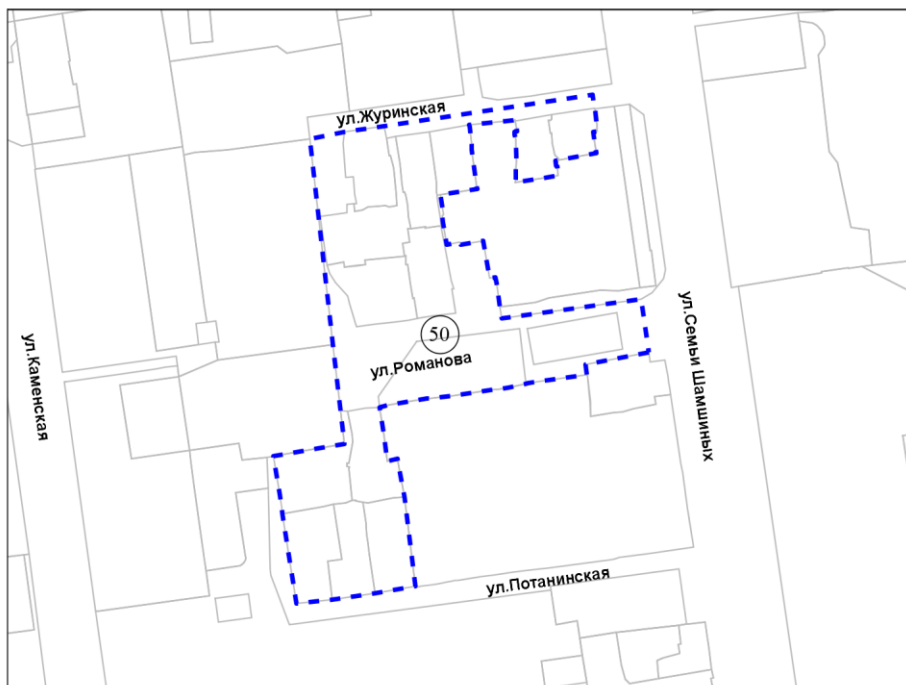 ул.Журинская
50
ул.Романова
ул.Каменская
ул.Семьи Шамшиных
ул.Потанинская